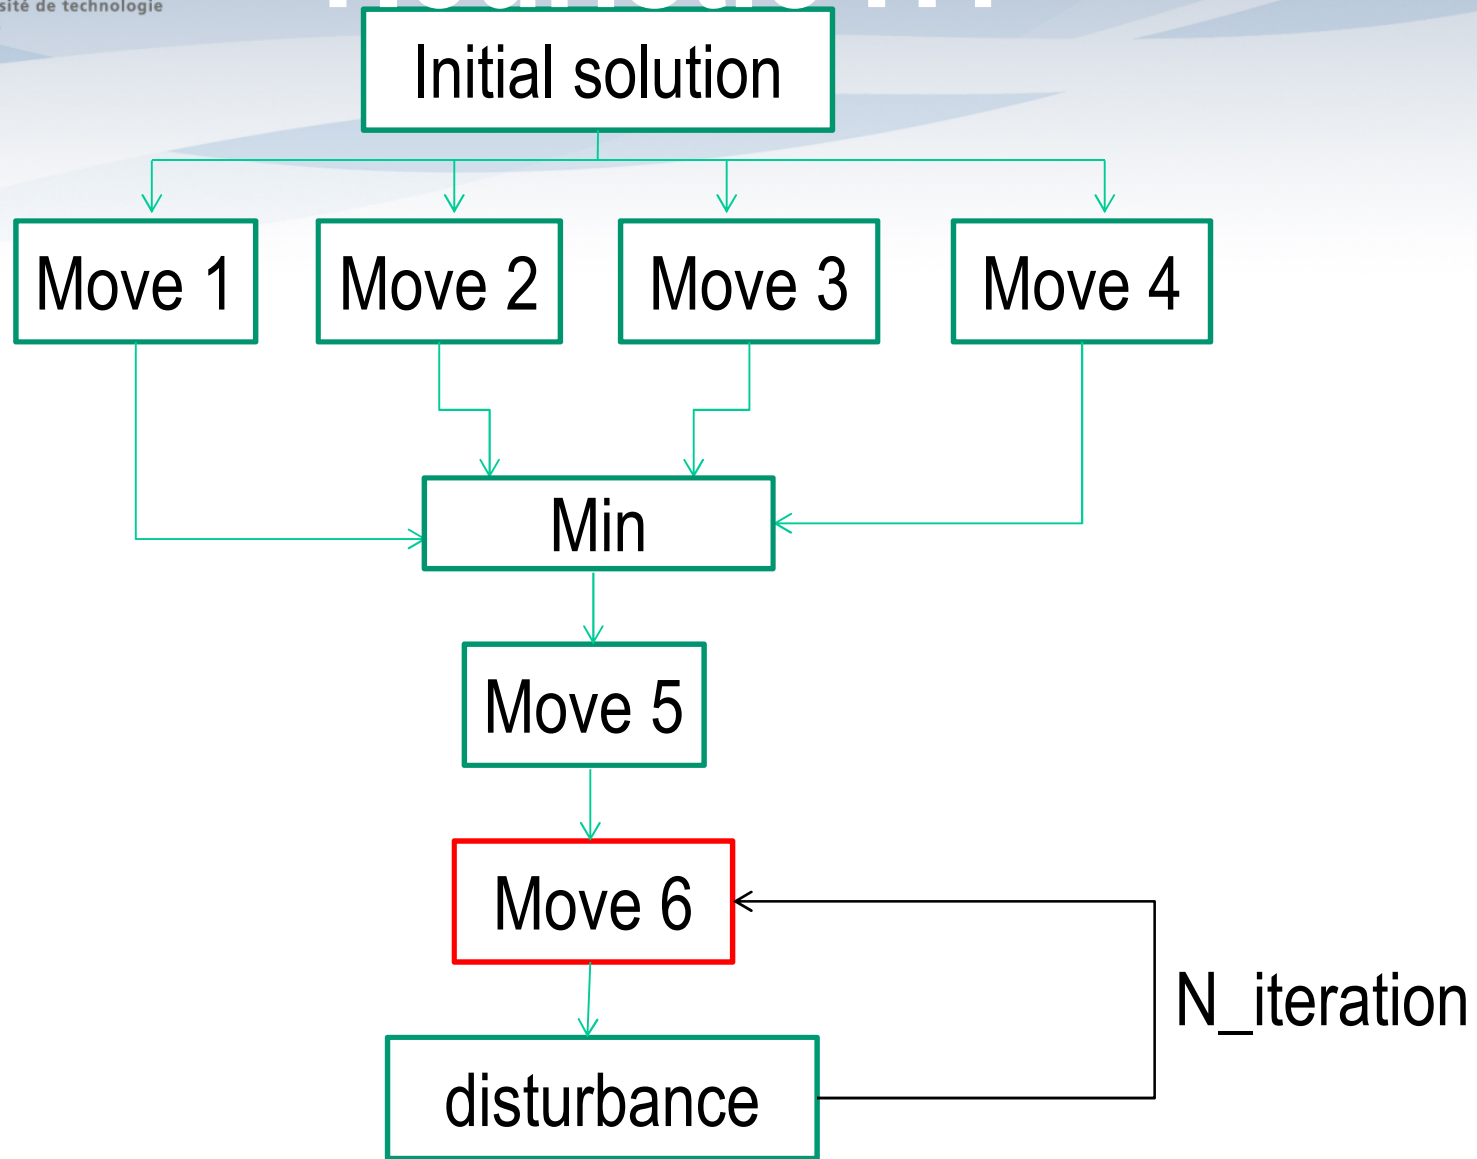 de technologie
Initial solution
Move 1
Move 2
Move 3
Move 4
Min
Move 5
Move 6
N_iteration
disturbance